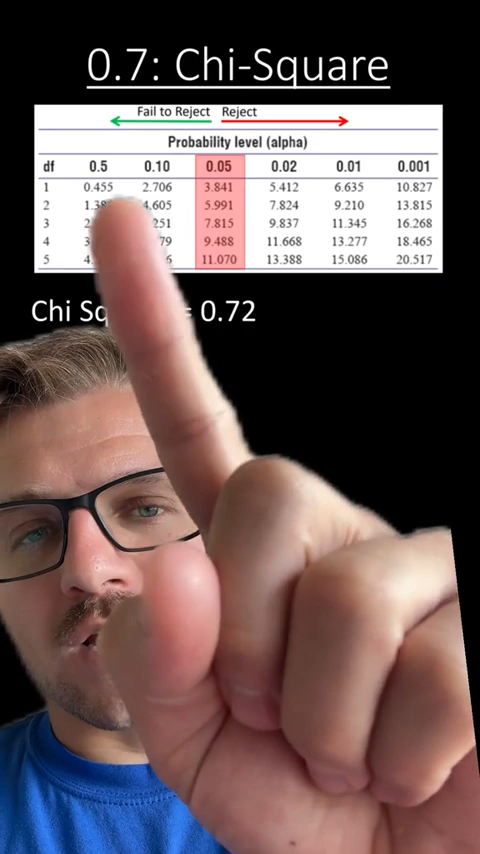 0.7: Chi-Square
Fail to Reject Reject
Probability level (alpha)
df 0.5 0.10 0.05 0.02 0.01 0.001
1 0.455 2.706 3.841 5.412 6.635 10.827
2 4.605 5.991 7.824 9.210 13.815
3 7.815 9.837 11.345 16.268
4 9.488 11.668 13.277 18.465
5 11.070 13.388 15.086 20.517
Chi = 0.72